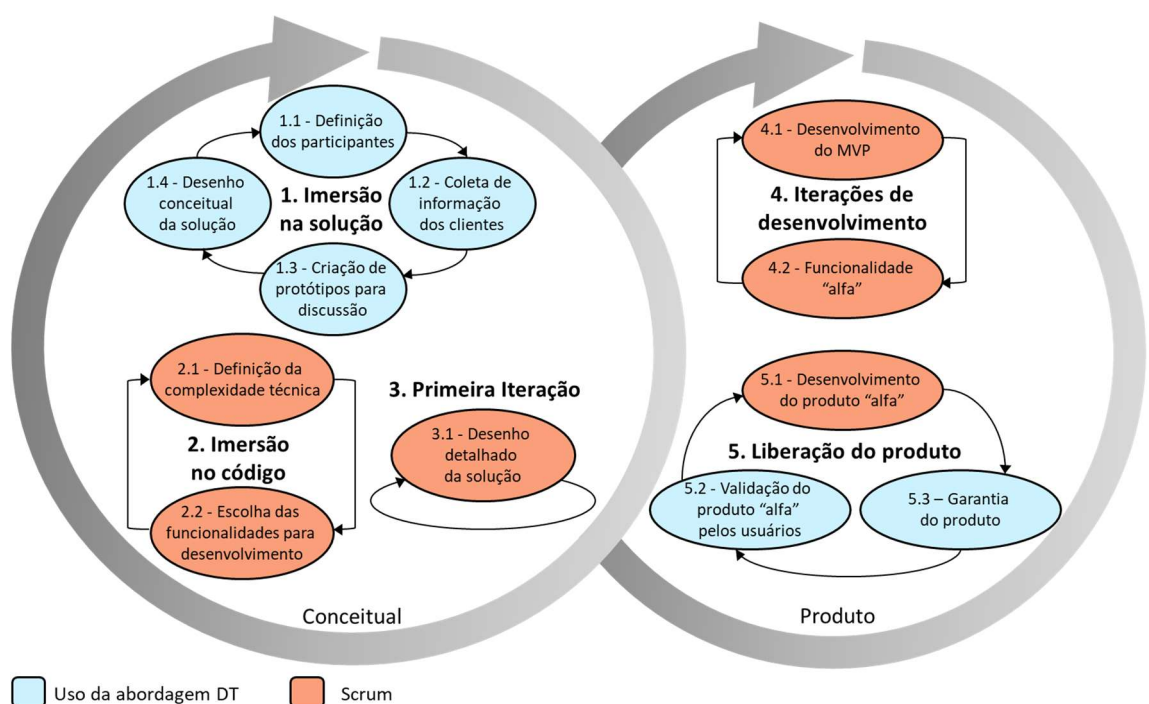 1.1 - Definição
dos participantes
1.4 - Desenho
conceitual
da solução
1. Imersão
na solução
1.2 - Coleta de
informação
dos clientes
1.3 - Criação de
protótipos para
discussão
2.1 - Definição da
complexidade técnica
2. Imersão
no código
2.2 - Escolha das
funcionalidades para
desenvolvimento
3. Primeira Iteração
3.1 - Desenho
detalhado
da solução
Conceitual
4.1 - Desenvolvimento
do MVP
4. Iterações de
desenvolvimento
4.2 - Funcionalidade
“alfa”
5.1 - Desenvolvimento
do produto “alfa”
5. Liberação do produto
5.2 - Validação do
produto “alfa”
pelos usuários
5.3 – Garantia
do produto
Produto
Uso da abordagem DT
Scrum